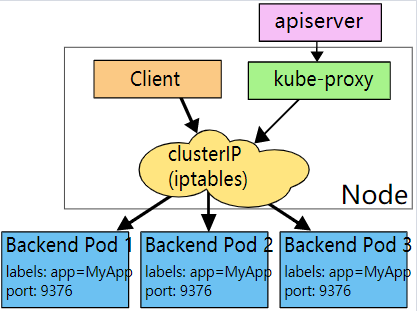 apiserver
Client
kube-proxy
clusterIP
(iptables)
Node
Backend Pod 1
labels: app=MyApp
port: 9376
Backend Pod 2
labels: app=MyApp
port: 9376
Backend Pod 3
labels: app=MyApp
port: 9376